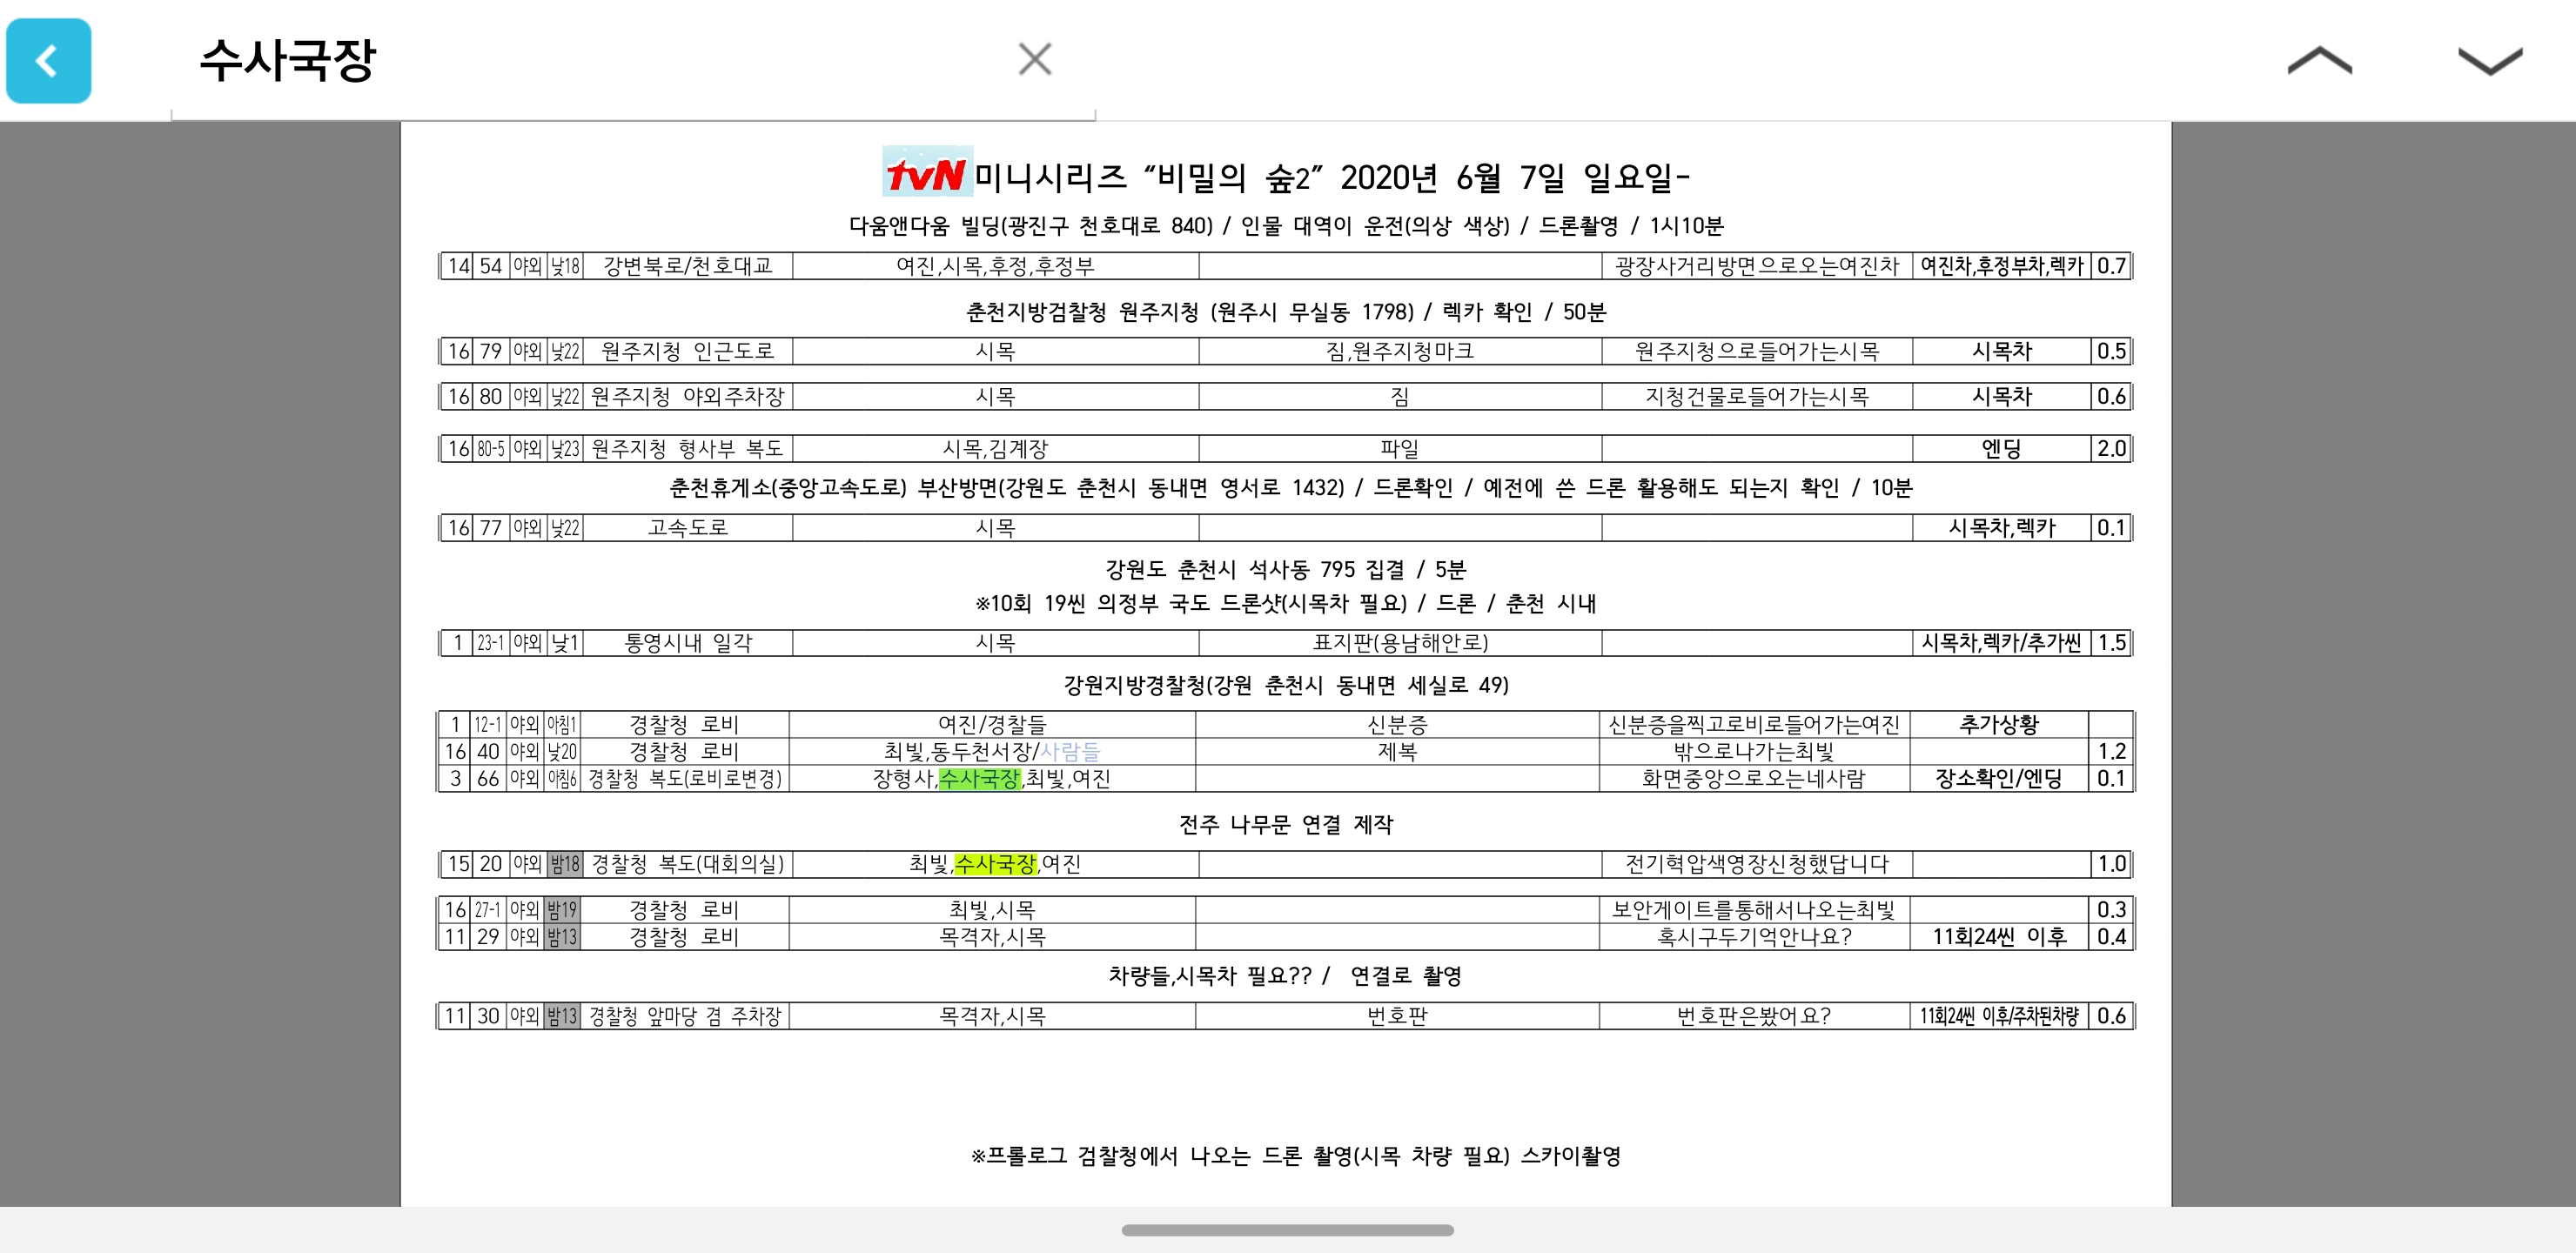 수사국장
tvN 미니시리즈 “비밀의 숲2” 2020년 6월 7일 일요일-
다움앤다움 빌딩(광진구 천호대로 840) / 인물 대역이 운전(의상 색상) / 드론촬영 / 1시10분
14 54 야외 낮18 강변북로/천호대교 여진,시목,후정,후정부 광장사거리방면으로오는여진차 여진차,후정부차,렉카 0.7
춘천지방검찰청 원주지청 (원주시 무실동 1798) / 렉카 확인 / 50분
16 79 야외 낮22 원주지청 인근도로 시목 짐,원주지청마크 원주지청으로들어가는시목 시목차 0.5
16 80 야외 낮22 원주지청 야외주차장 시목 짐 지청건물로들어가는시목 시목차 0.6
16 80-5 야외 낮23 원주지청 형사부 복도 시목,김계장 파일 엔딩 2.0
춘천휴게소(중앙고속도로) 부산방면(강원도 춘천시 동내면 영서로 1432) / 드론확인 / 예전에 쓴 드론 활용해도 되는지 확인 / 10분
16 77 야외 낮22 고속도로 시목 시목차,렉카 0.1
강원도 춘천시 석사동 795 집결 / 5분
※10회 19씬 의정부 국도 드론샷(시목차 필요) / 드론 / 춘천 시내
1 23-1 야외 낮1 통영시내 일각 시목 표지판(용남해안로) 시목차,렉카/추가씬 1.5
강원지방경찰청(강원 춘천시 동내면 세실로 49)
1 12-1 야외 아침1 경찰청 로비 여진/경찰들 신분증 신분증을찍고로비로들어가는여진 추가상황
16 40 야외 낮20 경찰청 로비 최빛,동두천서장/사람들 제복 밖으로나가는최빛 1.2
3 66 야외 아침6 경찰청 복도(로비로변경) 장형사,수사국장,최빛,여진 화면중앙으로오는네사람 장소확인/엔딩 0.1
전주 나무문 연결 제작
15 20 야외 밤18 경찰청 복도(대회의실) 최빛,수사국장,여진 전기혁압색영장신청했답니다 1.0
16 27-1 야외 밤19 경찰청 로비 최빛,시목 보안게이트를통해서나오는최빛 0.3
11 29 야외 밤13 경찰청 로비 목격자,시목 혹시구두기억안나요? 11회24씬 이후 0.4
차량들,시목차 필요?? / 연결로 촬영
11 30 야외 밤13 경찰청 앞마당 겸 주차장 목격자,시목 번호판 번호판은봤어요? 11회24씬 이후/주차된차량 0.6
※프롤로그 검찰청에서 나오는 드론 촬영(시목 차량 필요) 스카이촬영